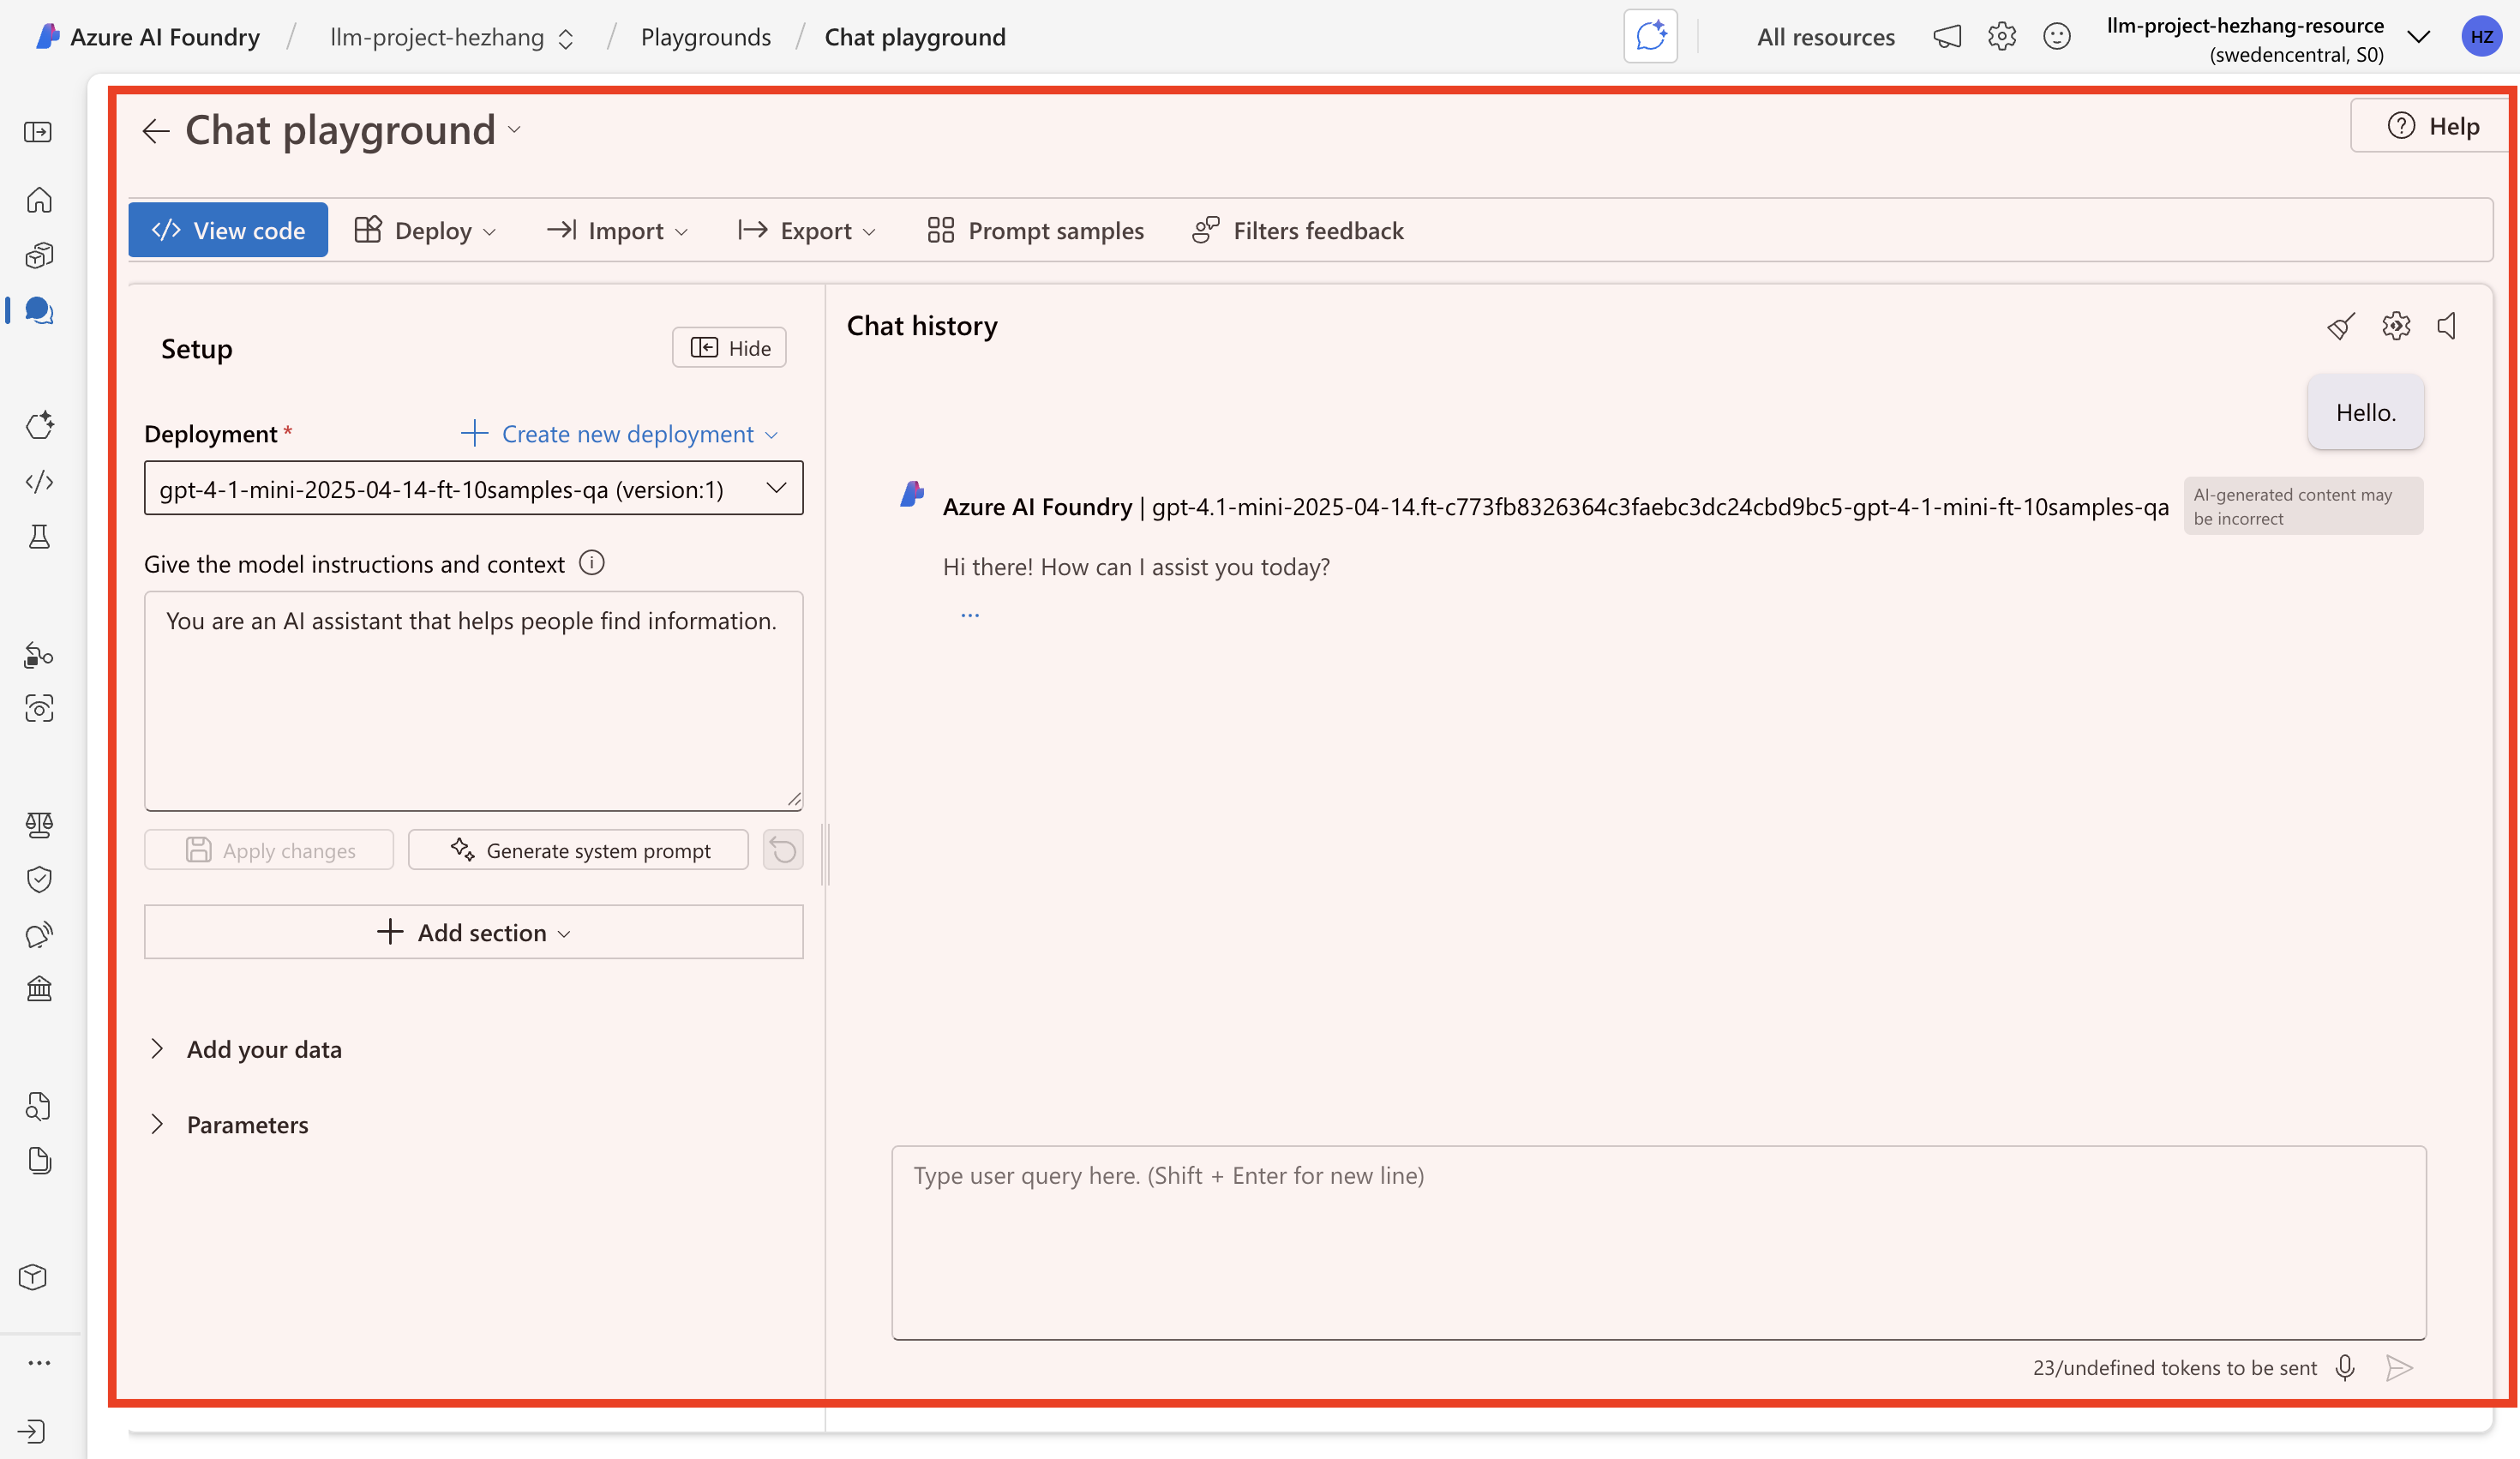 Azure AI Foundry / llm-project-hezhang / Playgrounds / Chat playground
All resources
llm-project-hezhang-resource
(swedencentral, S0)
HZ
Chat playground
Help
View code Deploy Import Export Prompt samples Filters feedback
Setup
Hide
Deployment *
Create new deployment
gpt-4-1-mini-2025-04-14-ft-10samples-qa (version:1)
Give the model instructions and context
You are an AI assistant that helps people find information.
Apply changes
Generate system prompt
Add section
Add your data
Parameters
Chat history
Hello.
Azure AI Foundry | gpt-4.1-mini-2025-04-14.ft-c773fb8326364c3faebc3dc24cbd9bc5-gpt-4-1-mini-ft-10samples-qa
AI-generated content may
be incorrect
Hi there! How can I assist you today?
...
Type user query here. (Shift + Enter for new line)
23/undefined tokens to be sent